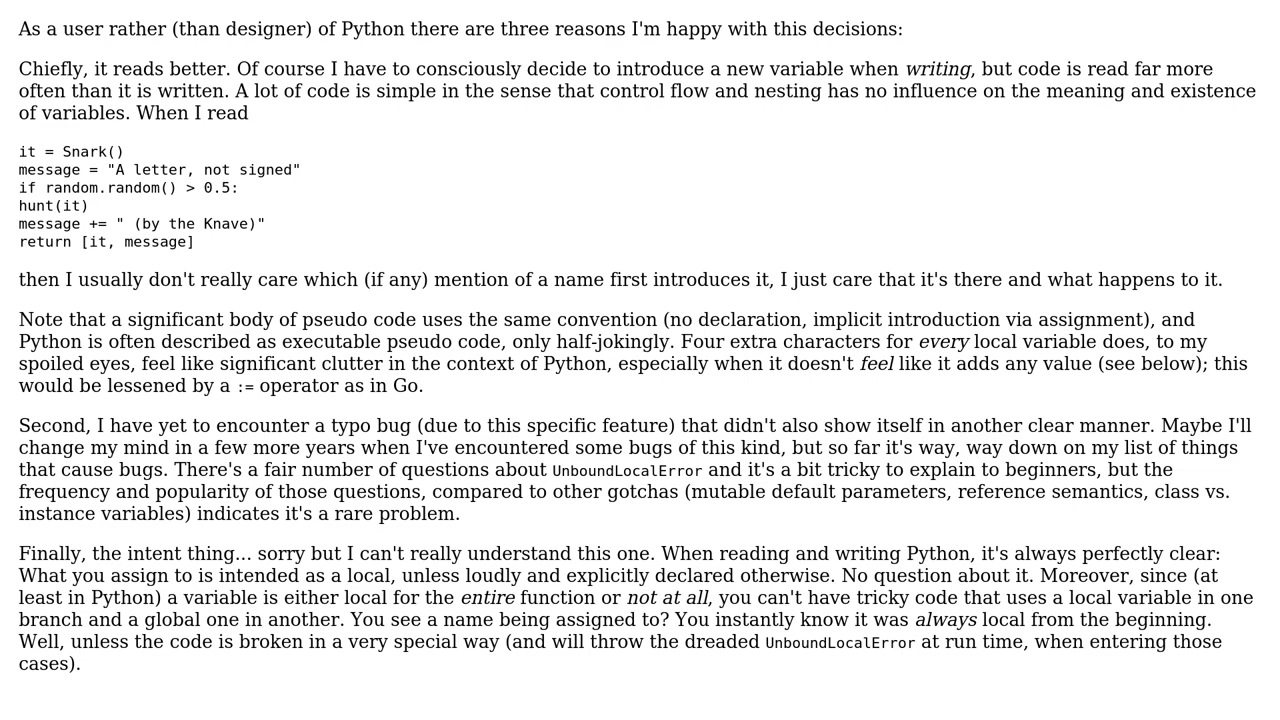 As a user rather (than designer) of Python there are three reasons I'm happy with this decisions:
Chiefly, it reads better. Of course I have to consciously decide to introduce a new variable when writing, but code is read far more
often than it is written. A lot of code is simple in the sense that control flow and nesting has no influence on the meaning and existence
of variables. When I read
it = Snark()
message = "A letter, not signed"
if random.random() > 0.5:
hunt(it)
message += " (by the Knave)"
return [it, message]
then I usually don't really care which (if any) mention of a name first introduces it, I just care that it's there and what happens to it.
Note that a significant body of pseudo code uses the same convention (no declaration, implicit introduction via assignment), and
Python is often described as executable pseudo code, only half-jokingly. Four extra characters for every local variable does, to my
spoiled eyes, feel like significant clutter in the context of Python, especially when it doesn't feel like it adds any value (see below); this
would be lessened by a := operator as in Go.
Second, I have yet to encounter a typo bug (due to this specific feature) that didn't also show itself in another clear manner. Maybe I'll
change my mind in a few more years when I've encountered some bugs of this kind, but so far it's way, way down on my list of things
that cause bugs. There's a fair number of questions about UnboundLocalError and it's a bit tricky to explain to beginners, but the
frequency and popularity of those questions, compared to other gotchas (mutable default parameters, reference semantics, class vs.
instance variables) indicates it's a rare problem.
Finally, the intent thing... sorry but I can't really understand this one. When reading and writing Python, it's always perfectly clear:
What you assign to is intended as a local, unless loudly and explicitly declared otherwise. No question about it. Moreover, since (at
least in Python) a variable is either local for the entire function or not at all, you can't have tricky code that uses a local variable in one
branch and a global one in another. You see a name being assigned to? You instantly know it was always local from the beginning.
Well, unless the code is broken in a very special way (and will throw the dreaded UnboundLocalError at run time, when entering those
cases).